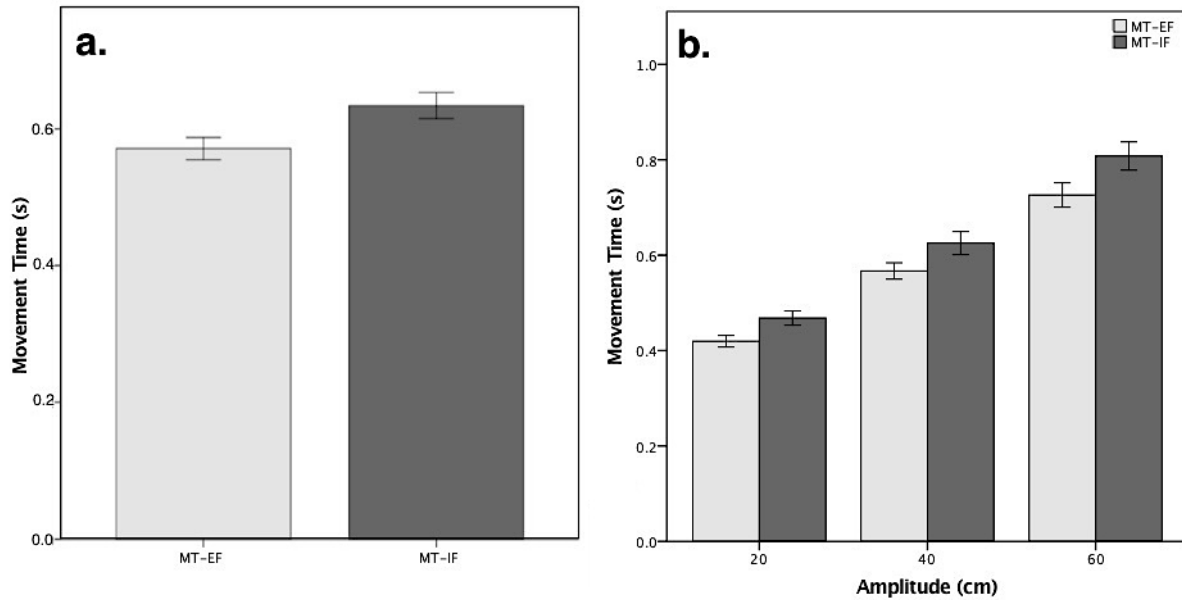 a.
Movement Time (s)
0.6
0.4
0.2
0.0
MT-EF
MT-IF
b.
MT-EF
MT-IF
Movement Time (s)
1.0
0.8
0.6
0.4
0.2
0.0
20
40
60
Amplitude (cm)